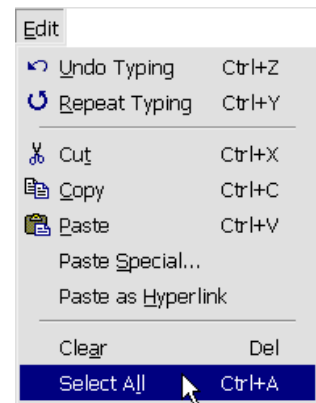 Edit
Undo Typing Ctrl+Z
Repeat Typing Ctrl+Y
Cut Ctrl+X
Copy Ctrl+C
Paste Ctrl+V
Paste Special...
Paste as Hyperlink
Clear Del
Select All Ctrl+A